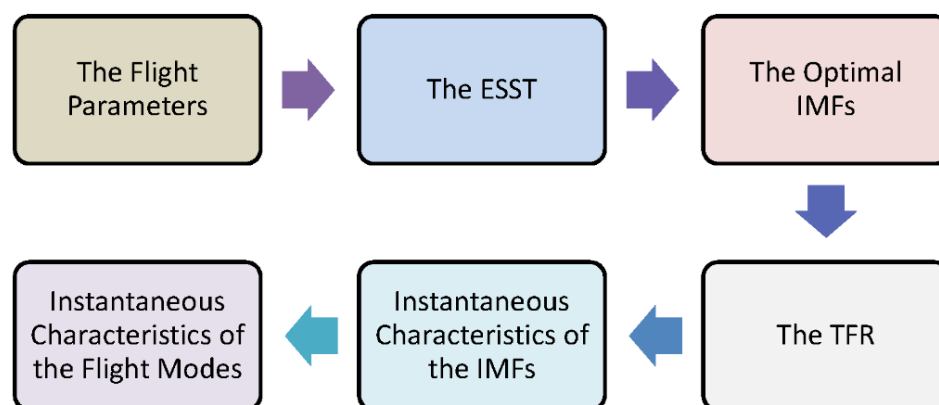 The Flight
Parameters
The ESST
The Optimal
IMFs
The TFR
Instantaneous
Characteristics of
the IMFs
Instantaneous
Characteristics of
the Flight Modes